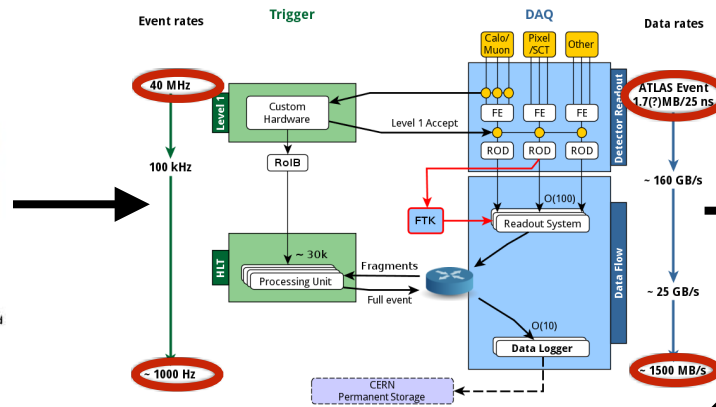 Event rates
Trigger
DAQ
Data rates
Calo/
Muon
Pixel
/SCT
Other
40 MHz
ATLAS Event
1.7(?)MB/25 ns
Level 1
Custom
Hardware
FE
FE
FE
Detector Readout
Level 1 Accept
ROD
ROD
ROD
RoIB
100 kHz
~ 160 GB/s
O(100)
FTK
Readout System
HLT
~ 30k
Processing Unit
Fragments
Full event
Data Flow
~ 25 GB/s
O(10)
Data Logger
~ 1000 Hz
~ 1500 MB/s
CERN
Permanent Storage